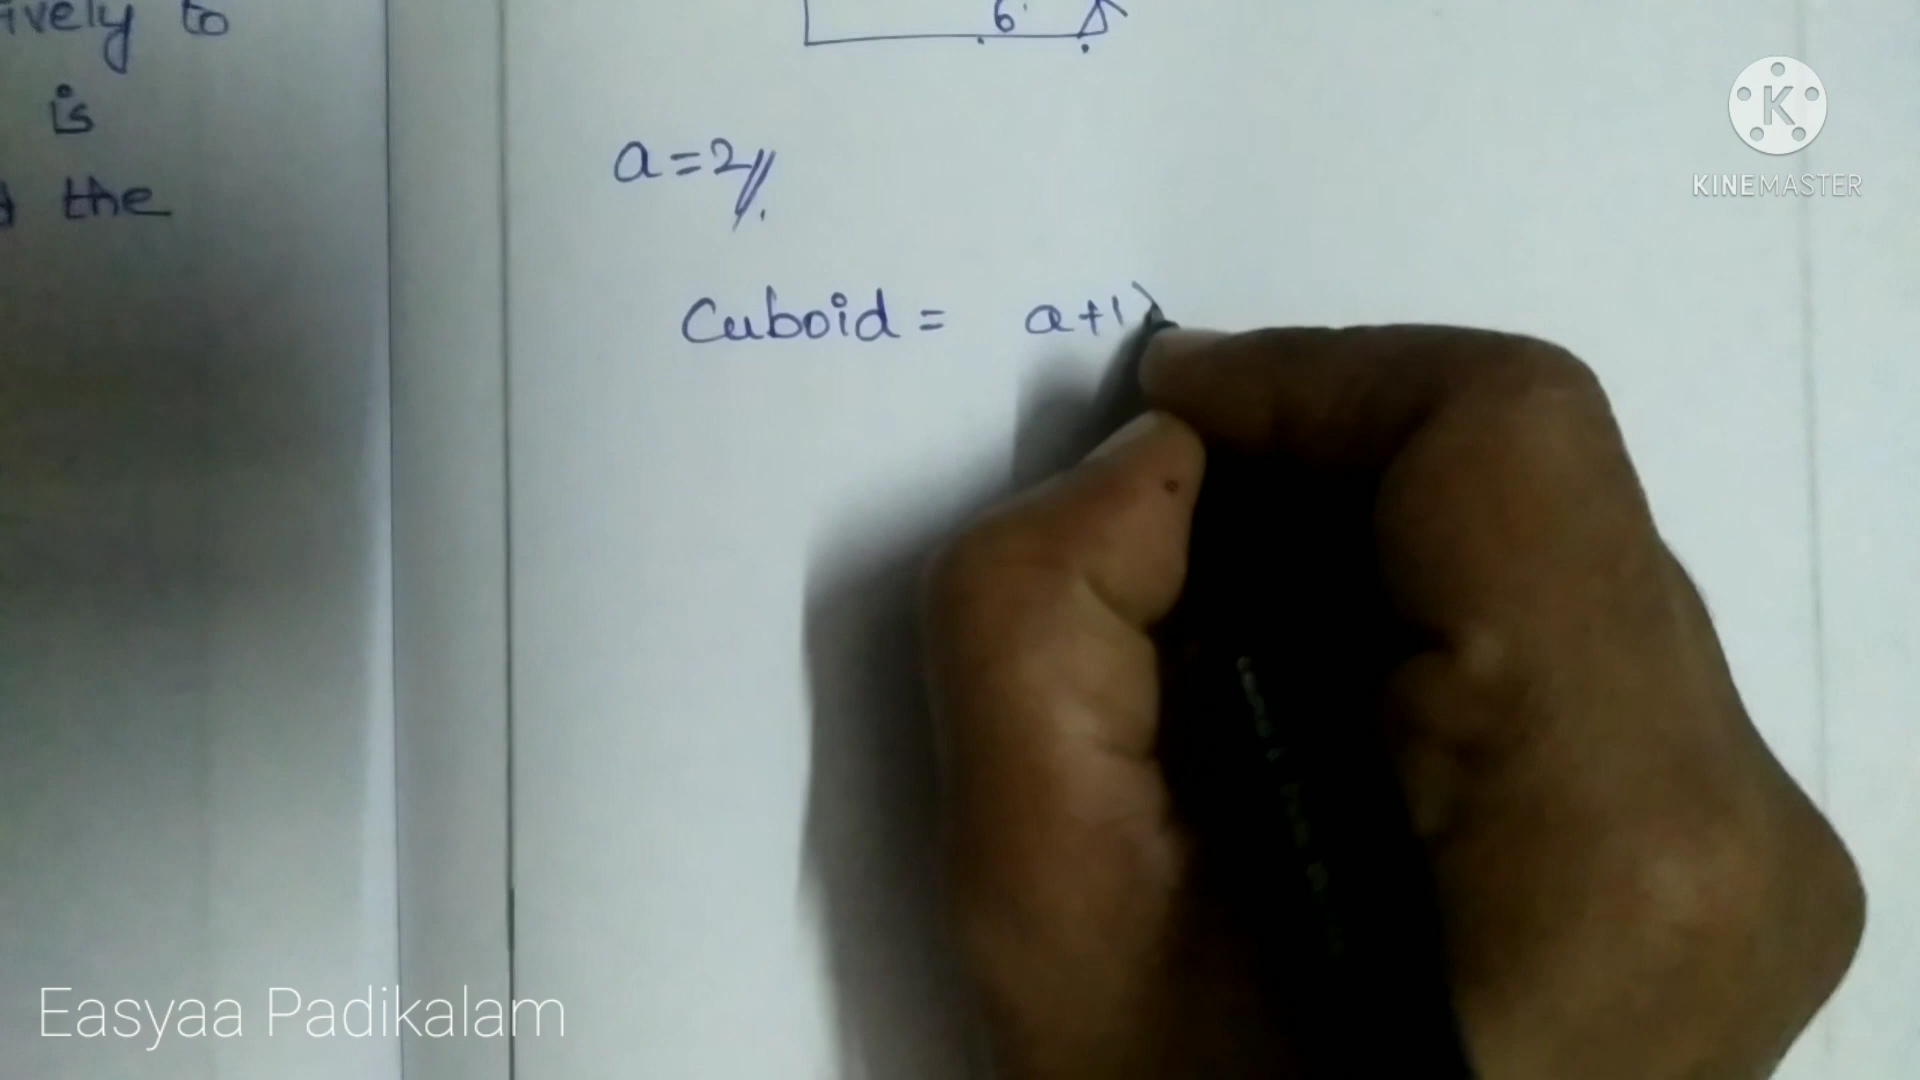 ively to
is
the
6
a=2
Cuboid = a+1)
KINEMASTER
Easyaa Padikalam